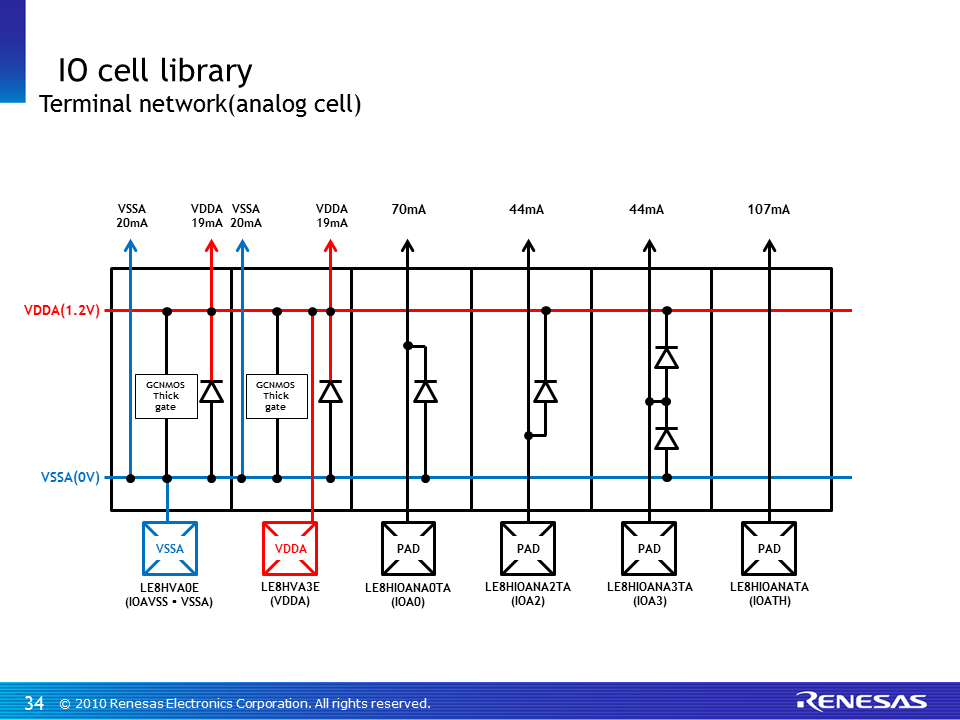 IO cell library
Terminal network(analog cell)
VSSA
20mA
VDDA
19mA
VSSA
20mA
VDDA
19mA
70mA
44mA
44mA
107mA
VDDA(1.2V)
GCNMOS
Thick
gate
GCNMOS
Thick
gate
VSSA(0V)
VSSA
VDDA
PAD
PAD
PAD
PAD
LE8HVA0E
(IOAVSS • VSSA)
LE8HVA3E
(VDDA)
LE8HIOANA0TA
(IOA0)
LE8HIOANA2TA
(IOA2)
LE8HIOANA3TA
(IOA3)
LE8HIOANATA
(IOATH)
34 © 2010 Renesas Electronics Corporation. All rights reserved.
RENESAS